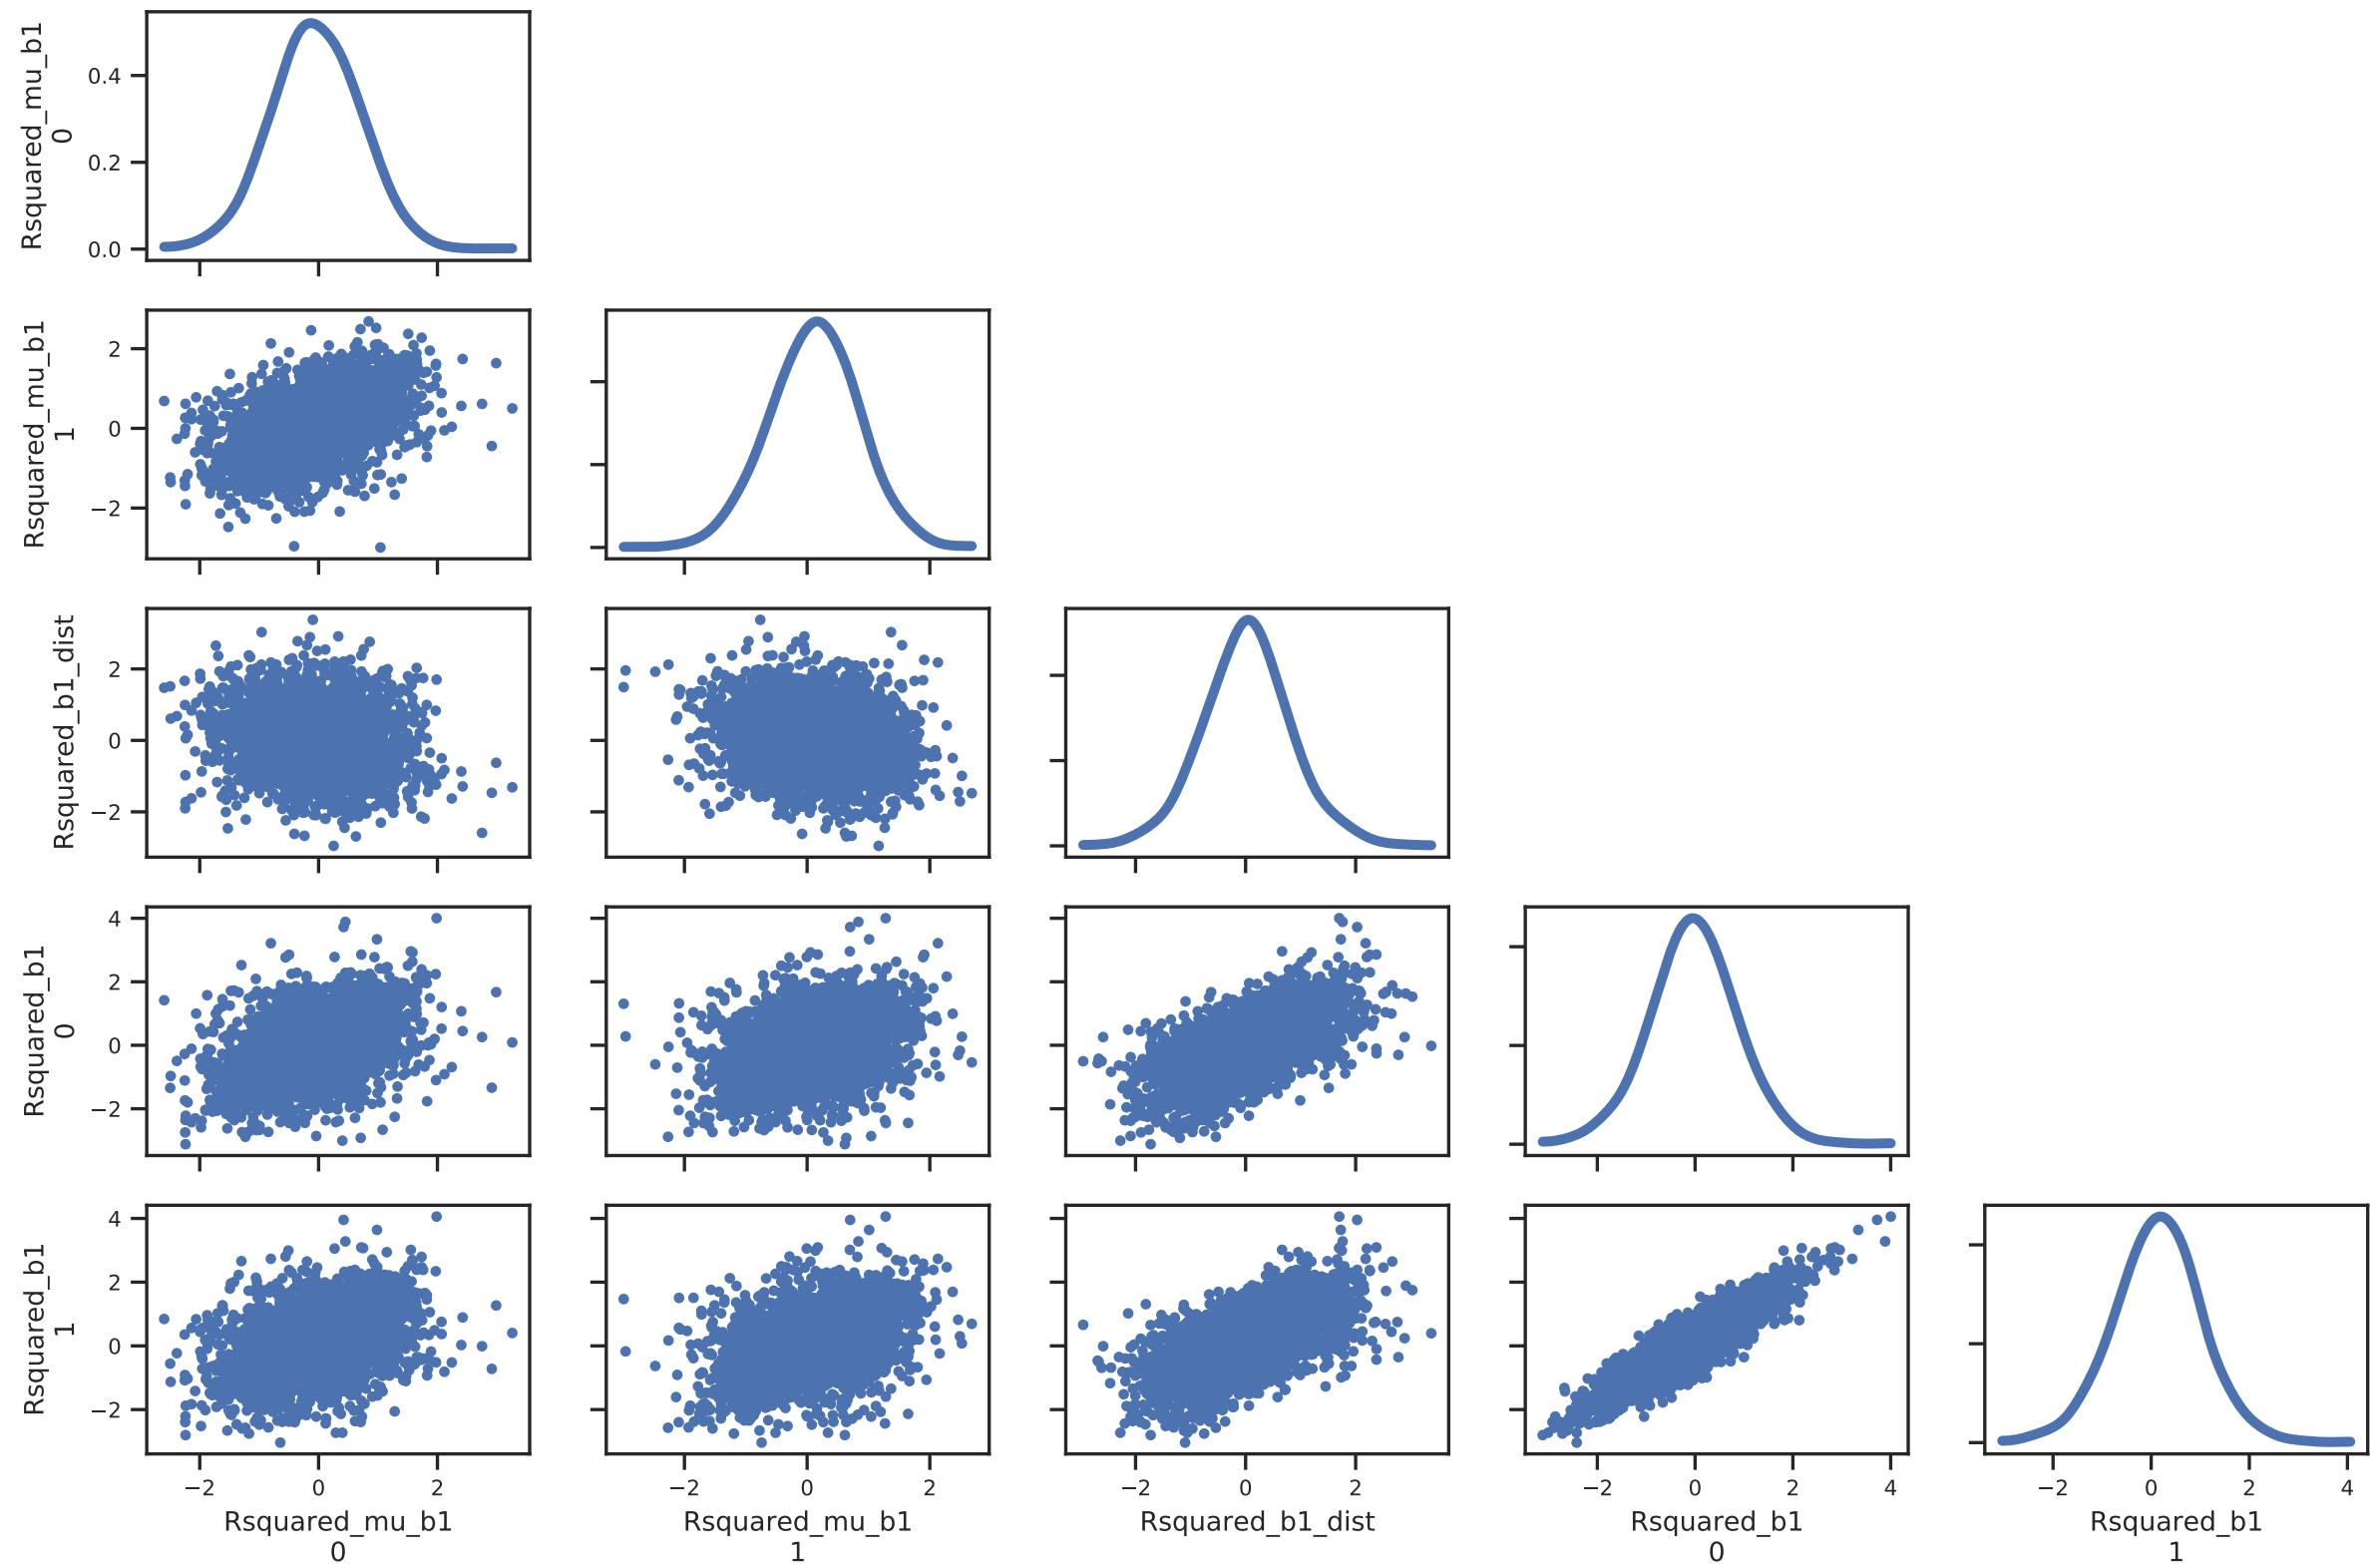 Rsquared_mu_b1
0
0.4
0.2
0.0
Rsquared_mu_b1
1
2
0
−2
Rsquared_b1_dist
2
0
−2
Rsquared_b1
0
4
2
0
−2
Rsquared_b1
1
4
2
0
−2
−2 0 2 −2 0 2 −2 0 2 −2 0 2 4 −2 0 2 4
Rsquared_mu_b1 Rsquared_mu_b1 Rsquared_b1_dist Rsquared_b1 Rsquared_b1
0 1 0 1